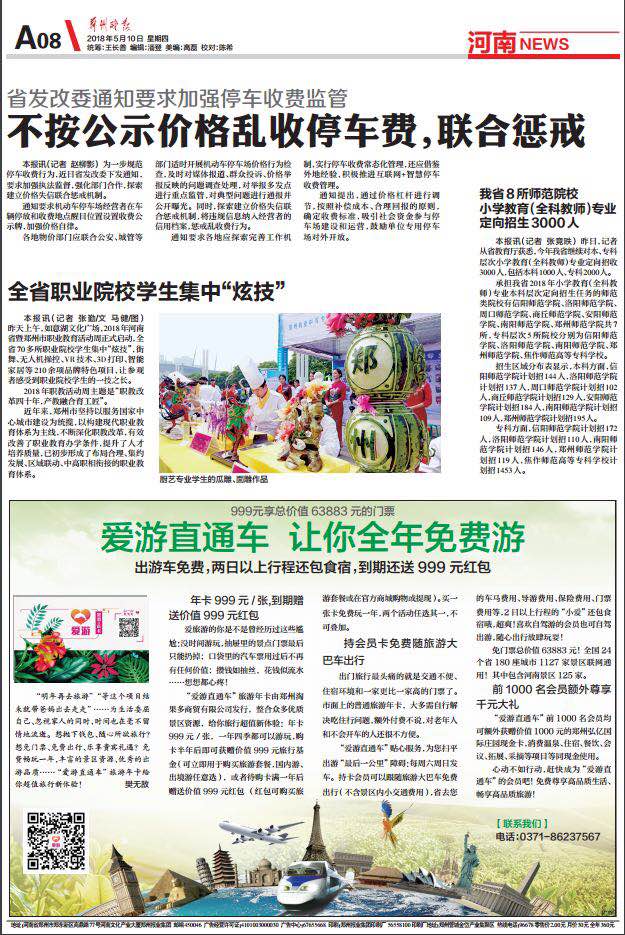 A08
郑州晚报
2018年5月10日 星期四
统筹:王长善 编辑:潘登 美编:高磊 校对:陈希
河南 NEWS
省发改委通知要求加强停车收费监管
不按公示价格乱收停车费,联合惩戒
本报讯(记者 赵柳影) 为一步规范
停车收费行为,近日省发改委下发通知,
要求加强执法监督,强化部门合作,探索
建立价格失信联合惩戒机制。
通知要求机动车停车场经营者在车
辆停放和收费地点醒目位置设置收费公
示牌,加强价格自律。
各地物价部门应联合公安、城管等
部门适时开展机动车停车场价格行为检
查,及时对媒体报道、群众投诉、价格举
报反映的问题调查处理,对举报多发点
进行重点监管,对典型问题进行通报并
公开曝光。同时,探索建立价格失信联
合惩戒机制,将违规信息纳入经营者的
信用档案,惩戒乱收费行为。
通知要求各地应探索完善工作机
制,实行停车收费常态化管理,还应借鉴
外地经验,积极推进互联网+智慧停车
收费管理。
通知提出,通过价格杠杆进行调
节,按照补偿成本、合理回报的原则,
确定收费标准,吸引社会资金参与停
车场建设和运营,鼓励单位专用停车
场对外开放。
我省8所师范院校
小学教育(全科教师)专业
定向招生3000人
本报讯(记者 张竞昳) 昨日,记者
从省教育厅获悉,今年我省继续对本、专科
层次小学教育(全科教师)专业定向招收
3000人,包括本科1000人、专科2000人。
承担我省2018年小学教育(全科教
师)专业本科层次定向招生任务的师范
类院校有信阳师范学院、洛阳师范学院、
周口师范学院、商丘师范学院、安阳师范
学院、南阳师范学院、郑州师范学院共7
所,专科层次5所院校分别为信阳师范
学院、洛阳师范学院、南阳师范学院、郑
州师范学院、焦作师范高等专科学校。
招生区域分布表显示,本科方面,信
阳师范学院计划招144人,洛阳师范学院
计划招137人,周口师范学院计划招102
人,商丘师范学院计划招129人,安阳师范
学院计划招184人,南阳师范学院计划招
109人,郑州师范学院计划招195人。
专科方面,信阳师范学院计划招172
人,洛阳师范学院计划招110人,南阳师
范学院计划招146人,郑州师范学院计
划招119人,焦作师范高等专科学校计
划招1453人。
全省职业院校学生集中“炫技”
本报讯(记者 张勤/文 马健/图)
昨天上午,如意湖文化广场,2018年河南
省暨郑州市职业教育活动周正式启动,全
省70多所职业院校学生集中“炫技”,街
舞、无人机操控、VR技术、3D打印、智能
家居等210余项品牌特色项目,让参观
者感受到职业院校学生的一技之长。
2018年职教活动周主题是“职教改
革四十年,产教融合育工匠”。
近年来,郑州市坚持以服务国家中
心城市建设为统揽,以构建现代职业教
育体系为主线,不断深化职教改革,有效
改善了职业教育办学条件,提升了人才
培养质量,已初步形成了布局合理、集约
发展、区域联动、中高职相衔接的职业教
育体系。
郑
州
厨艺专业学生的瓜雕、面雕作品
999元享总价值63883元的门票
爱游直通车 让你全年免费游
出游车免费,两日以上行程还包食宿,到期还送999元红包
爱游
“明年再去旅游”“等这个项目结
束就带爸妈出去走走”……为生活委屈
自己、忽视家人的同时,时间也在毫不留
情地流逝。想抛下钱包,随心所欲旅行?
想免门票、免费出行、乐享贵宾礼遇?免
费畅玩一年,丰富的景区资源,优秀的出
游品质……“爱游直通车”旅游年卡给
你超值旅行新体验! 樊无敌
年卡999元/张,到期赠
送价值999元红包
爱旅游的你是不是曾经历过这些尴
尬:没时间游玩,抽屉里的景点门票最后
只能扔掉;口袋里的汽车票用过后不再
有任何价值;攒钱如抽丝、花钱似流水
……想想都心疼!
“爱游直通车”旅游年卡由郑州淘
果多商贸有限公司发行,整合众多优质
景区资源,给你旅行超值新体验:年卡
999元/张,一年四季都可以游玩,购
卡半年后即可获赠价值999元旅行基
金(可立即用于购买旅游套餐,国内游、
出境游任意选),或者待购卡满一年后
赠送价值999元红包(红包可购买旅
游套餐或在官方商城购物或提现)。买一
张卡免费玩一年,两个活动任选其一,不
可叠加。
持会员卡免费随旅游大
巴车出行
出门旅行最头痛的就是交通不便、
住宿环境和一家更比一家高的门票了。
市面上的普通旅游年卡,大多需自行解
决吃住行问题,额外付费不说,对老年人
和不会开车的人还很不方便。
“爱游直通车”贴心服务,为您打平
出游“最后一公里”障碍:每周六周日发
车。持卡会员可以跟随旅游大巴车免费
出行(不含景区内小交通费用),省去您
的车马费用、导游费用、保险费用、门票
费用等,2日以上行程的“小爱”还包食
宿哦,超爽!喜欢自驾游的会员也可自驾
出游,随心出行放肆玩耍!
免门票总价值63883元!全国24
个省180座城市1127家景区联网通
用!其中包含河南景区125家。
前1000名会员额外尊享
千元大礼
“爱游直通车”前1000名会员均
可额外获赠价值1000元的郑州弘亿国
际庄园现金卡,消费温泉、住宿、餐饮、会
议、拓展、采摘等项目等同现金使用。
心动不如行动,赶快成为“爱游直
通车”的会员吧!免费尊享高品质生活、
畅享高品质旅游!
[联系我们]
电话:0371-86237567